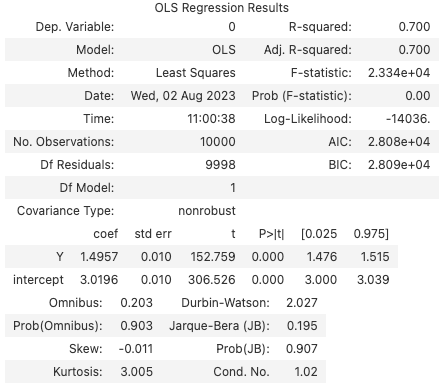 OLS Regression Results
Dep. Variable: 0 R-squared: 0.700
Model: OLS Adj. R-squared: 0.700
Method: Least Squares F-statistic: 2.334e+04
Date: Wed, 02 Aug 2023 Prob (F-statistic): 0.00
Time: 11:00:38 Log-Likelihood: -14036.
No. Observations: 10000 AIC: 2.808e+04
Df Residuals: 9998 BIC: 2.809e+04
Df Model: 1
Covariance Type: nonrobust
coef std err t P>|t| [0.025 0.975]
Y 1.4957 0.010 152.759 0.000 1.476 1.515
intercept 3.0196 0.010 306.526 0.000 3.000 3.039
Omnibus: 0.203 Durbin-Watson: 2.027
Prob(Omnibus): 0.903 Jarque-Bera (JB): 0.195
Skew: -0.011 Prob(JB): 0.907
Kurtosis: 3.005 Cond. No. 1.02